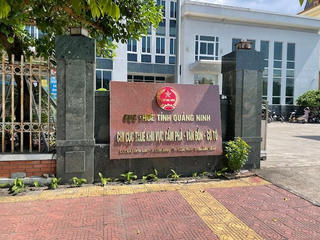 CỤC THUẾ TỈNH QUẢNG NINH
CHI CỤC THUẾ KHU VỰC CẨM PHẢ - VÂN ĐỒN - CÔ TÔ